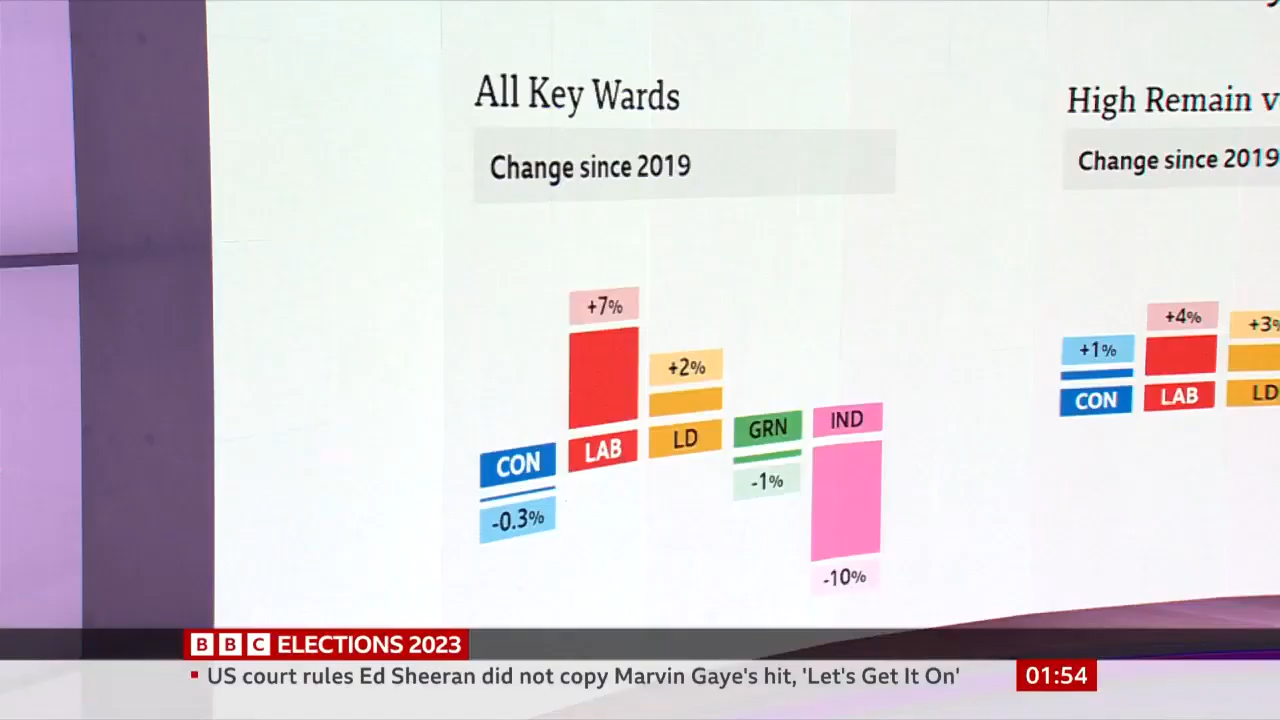 All Key Wards
Change since 2019
+7%
+2%
CON
LAB
LD
GRN
IND
-0.3%
-1%
-10%
High Remain v
Change since 2019
+1%
+4%
+3%
CON
LAB
LD
BBC ELECTIONS 2023
US court rules Ed Sheeran did not copy Marvin Gaye's hit, 'Let's Get It On'
01:54